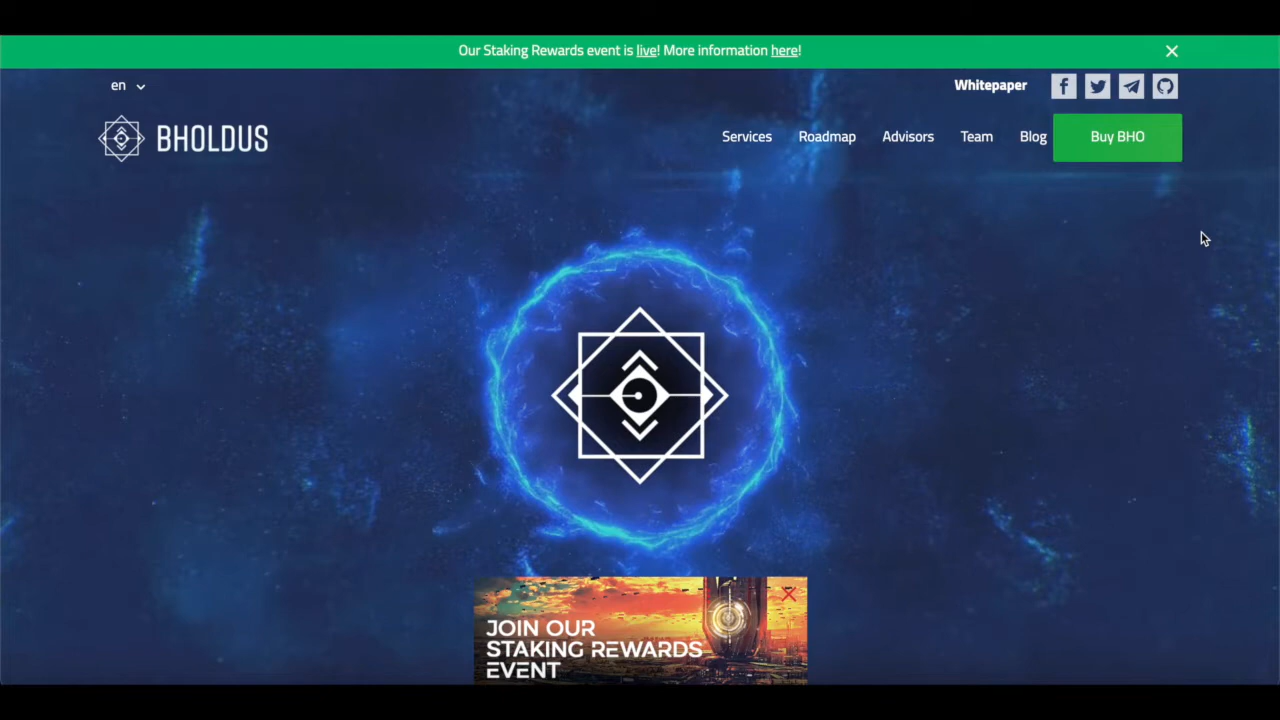 Our Staking Rewards event is live! More information here!
en
Whitepaper
BHOLDUS
Services Roadmap Advisors Team Blog Buy BHO
JOIN OUR
STAKING REWARDS
EVENT